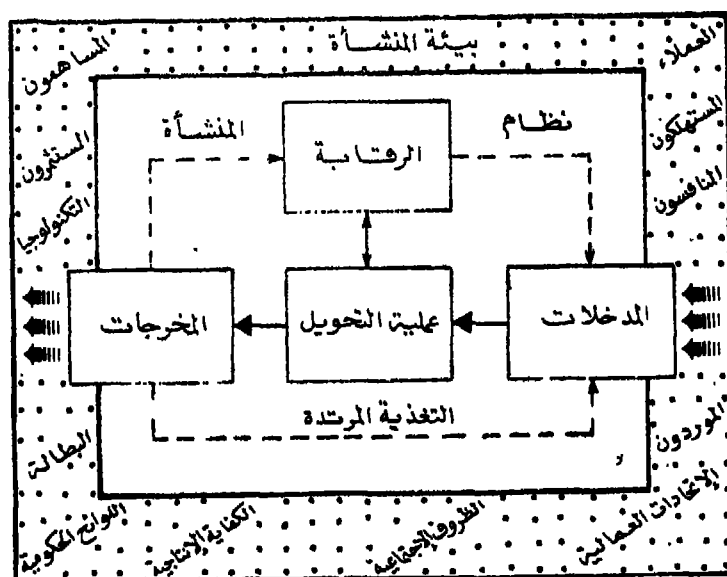 بيئة المنشأة
العملاء
المساهمون
المستهلكون
المستثمرون
المنافسون
التكنولوجيا
نظام
المنشأة
الرقابة
المدخلات
عملية التحويل
المخرجات
التغذية المرتدة
الموردون
البطالة
الاتحادات العمالية
الظروف الاجتماعية
الكفاية الإنتاجية
اللوائح الحكومية